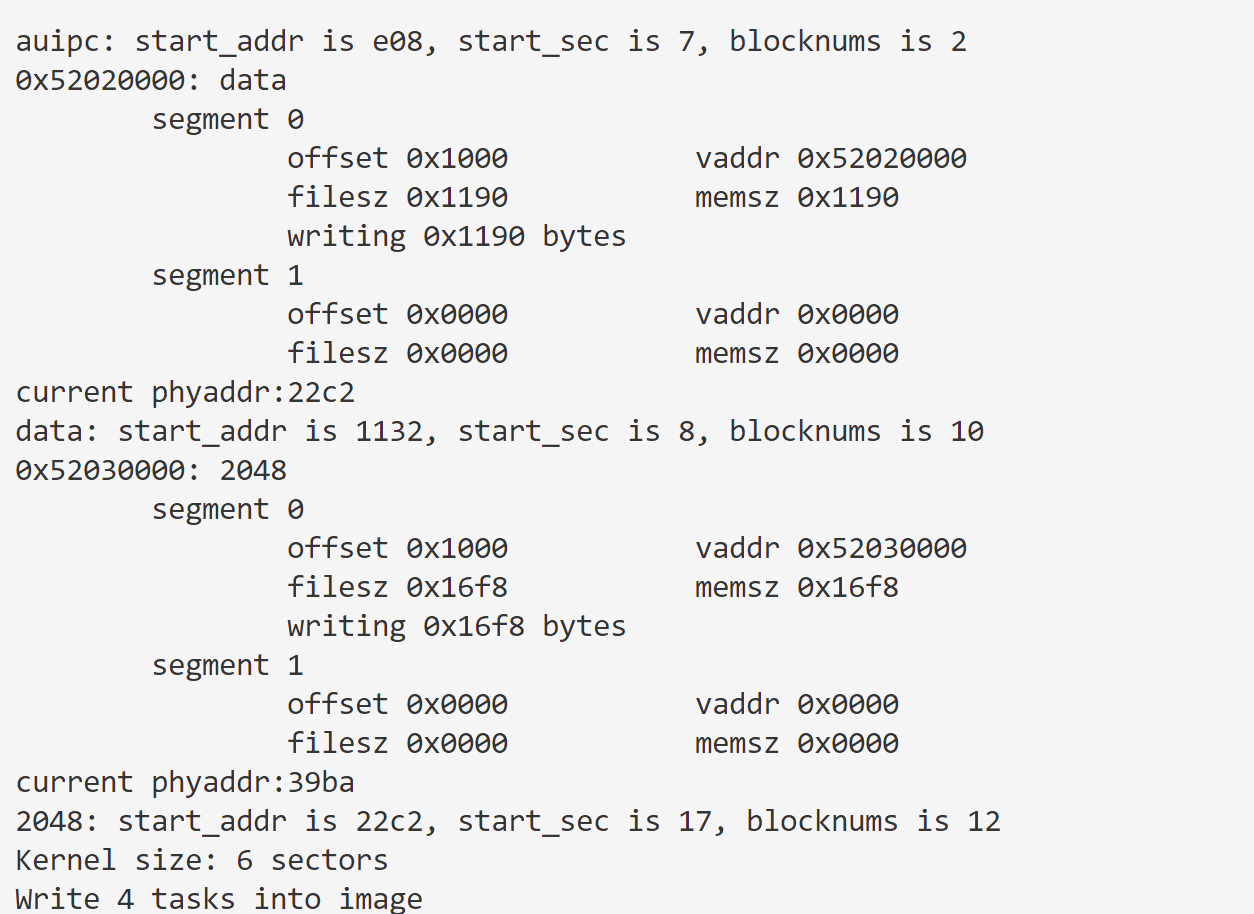 auipc: start_addr is e08, start_sec is 7, blocknums is 2
0x52020000: data
        segment 0
                offset 0x1000           vaddr 0x52020000
                filesz 0x1190           memsz 0x1190
                writing 0x1190 bytes
        segment 1
                offset 0x0000           vaddr 0x0000
                filesz 0x0000           memsz 0x0000
current phyaddr:22c2
data: start_addr is 1132, start_sec is 8, blocknums is 10
0x52030000: 2048
        segment 0
                offset 0x1000           vaddr 0x52030000
                filesz 0x16f8           memsz 0x16f8
                writing 0x16f8 bytes
        segment 1
                offset 0x0000           vaddr 0x0000
                filesz 0x0000           memsz 0x0000
current phyaddr:39ba
2048: start_addr is 22c2, start_sec is 17, blocknums is 12
Kernel size: 6 sectors
Write 4 tasks into image